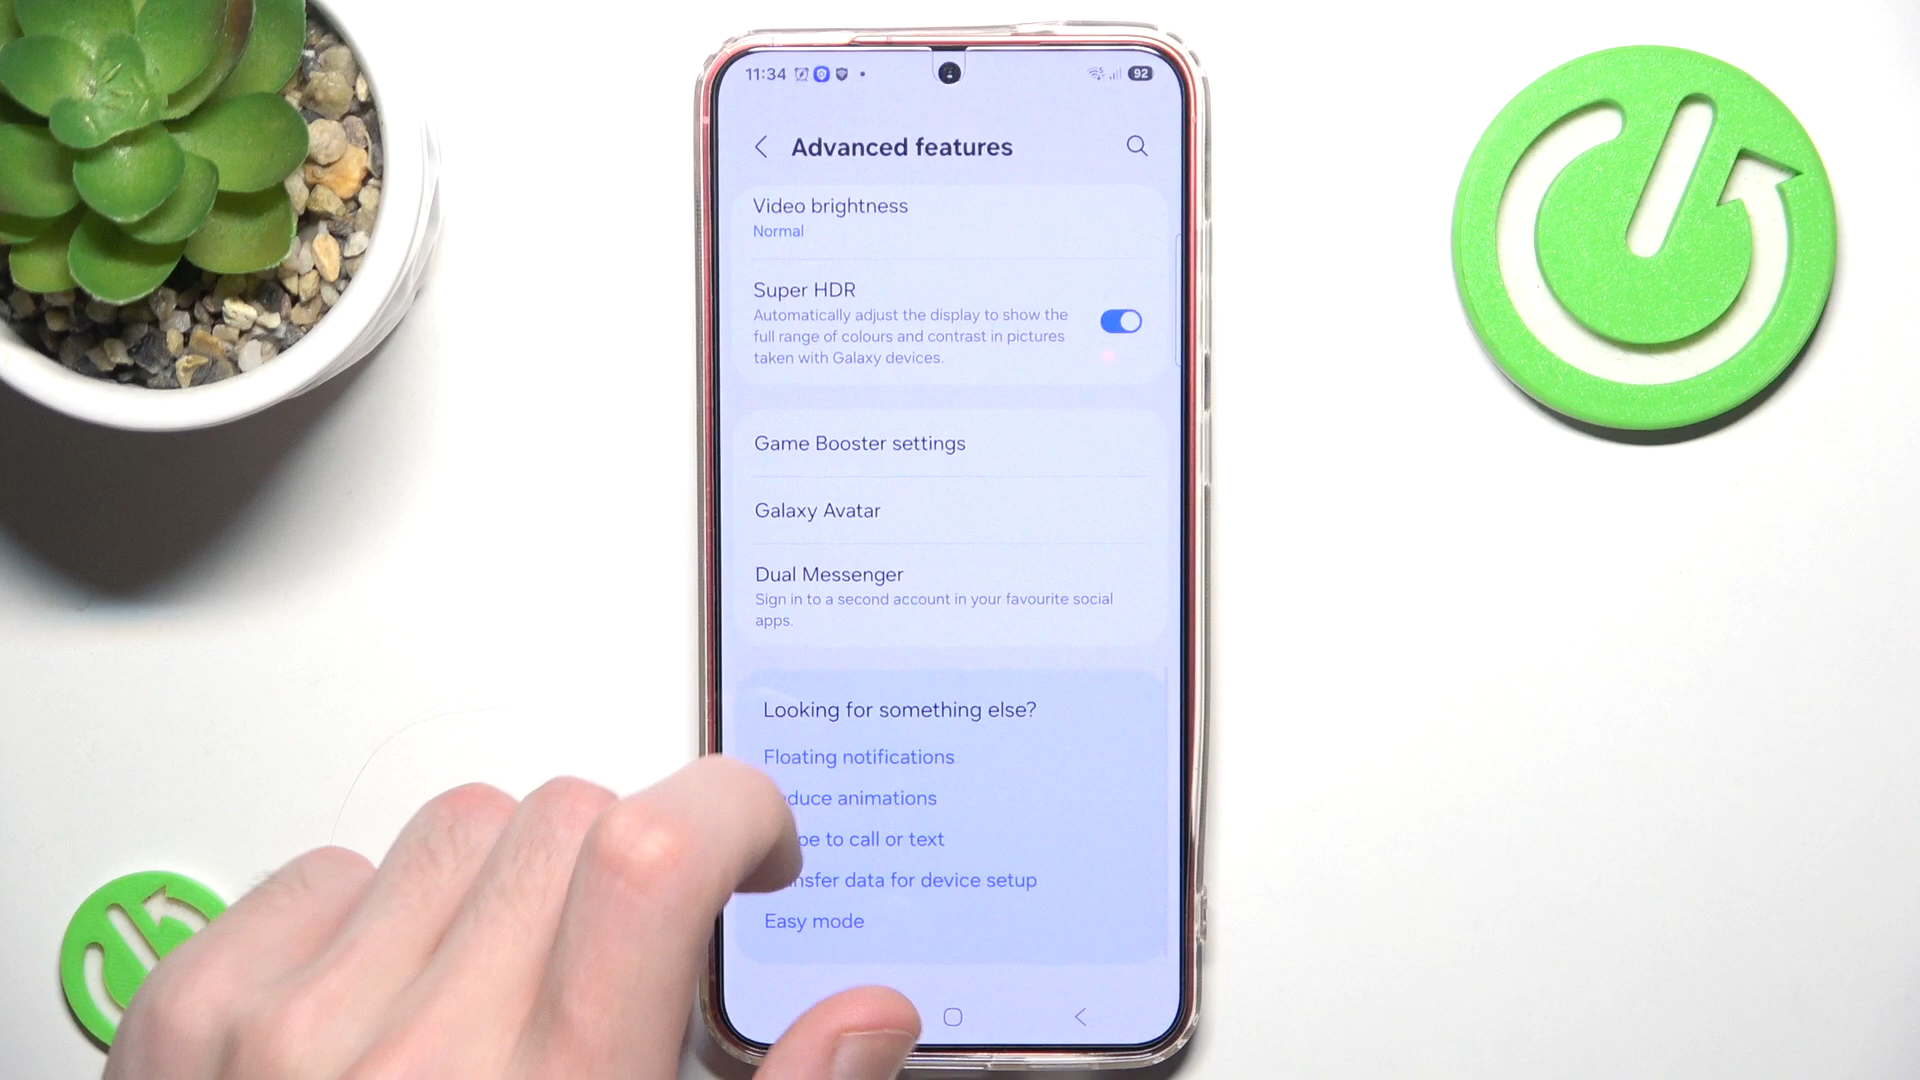 11:34 92
Advanced features
Video brightness
Normal
Super HDR
Automatically adjust the display to show the
full range of colours and contrast in pictures
taken with Galaxy devices.
Game Booster settings
Galaxy Avatar
Dual Messenger
Sign in to a second account in your favourite social
apps.
Looking for something else?
Floating notifications
animations
to call or text
data for device setup
Easy mode